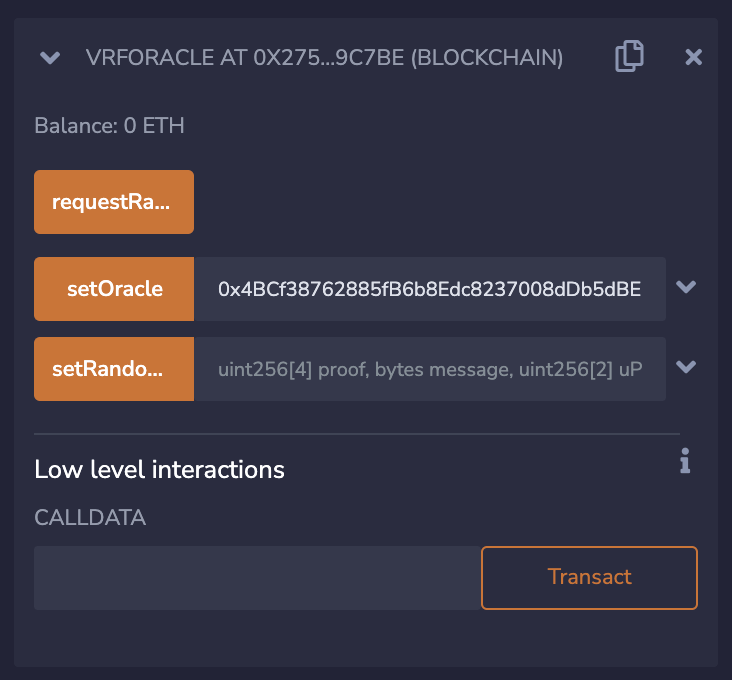 VRFORACLE AT 0X275...9C7BE (BLOCKCHAIN)
Balance: 0 ETH
requestRa...
setOracle 0x4BCf38762885fB6b8Edc8237008dDb5dBE
setRando... uint256[4] proof, bytes message, uint256[2] uP
Low level interactions
CALLDATA
Transact